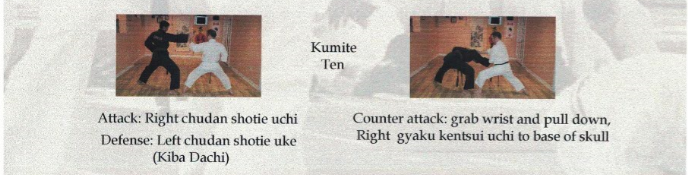 Kumite
Ten
Attack: Right chudan shotie uchi
Defense: Left chudan shotie uke
(Kiba Dachi)
Counter attack: grab wrist and pull down,
Right gyaku kentsui uchi to base of skull